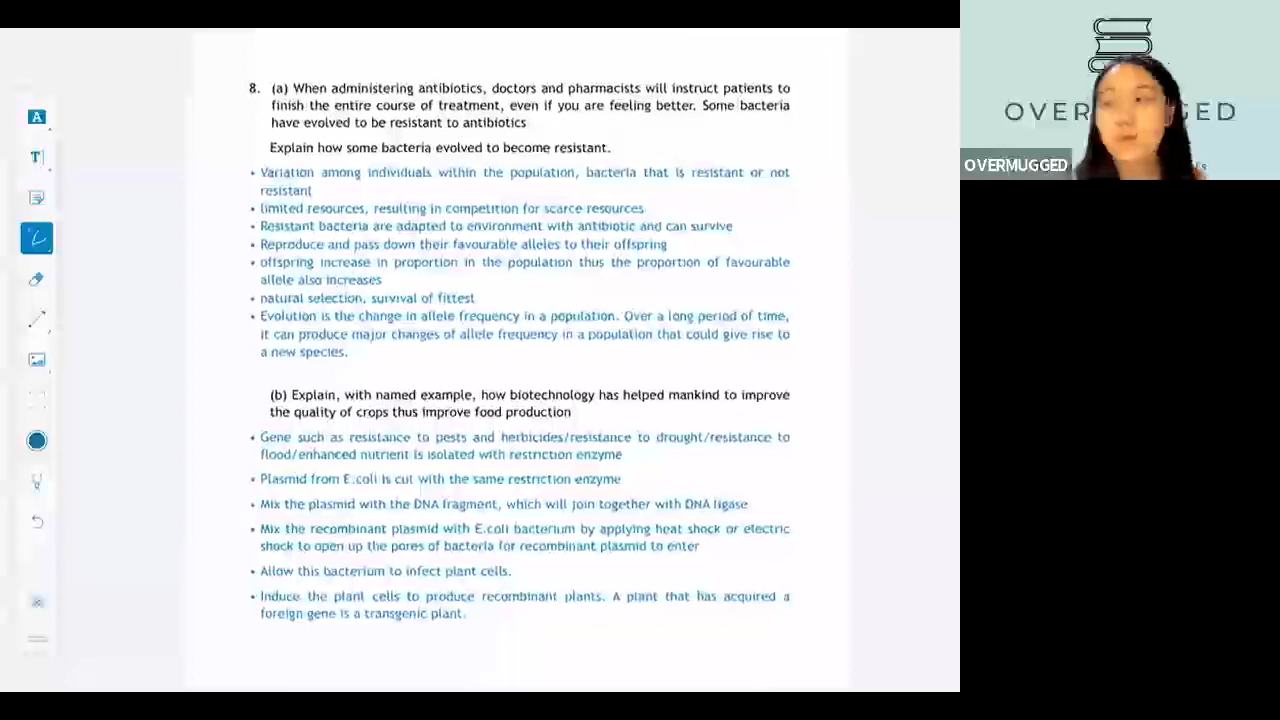 8. (a) When administering antibiotics, doctors and pharmacists will instruct patients to
finish the entire course of treatment, even if you are feeling better. Some bacteria
have evolved to be resistant to antibiotics
Explain how some bacteria evolved to become resistant.
• Variation among individuals within the population, bacteria that is resistant or not
resistant
• limited resources, resulting in competition for scarce resources
• Resistant bacteria are adapted to environment with antibiotic and can survive
• Reproduce and pass down their favourable alleles to their offspring
• offspring increase in proportion in the population thus the proportion of favourable
allele also increases
• natural selection, survival of fittest
• Evolution is the change in allele frequency in a population. Over a long period of time,
it can produce major changes of allele frequency in a population that could give rise to
a new species.
(b) Explain, with named example, how biotechnology has helped mankind to improve
the quality of crops thus improve food production
• Gene such as resistance to pests and herbicides/resistance to drought/resistance to
flood/enhanced nutrient is isolated with restriction enzyme
• Plasmid from E.coli is cut with the same restriction enzyme
• Mix the plasmid with the DNA fragment, which will join together with DNA ligase
• Mix the recombinant plasmid with E.coli bacterium by applying heat shock or electric
shock to open up the pores of bacteria for recombinant plasmid to enter
• Allow this bacterium to infect plant cells.
• Induce the plant cells to produce recombinant plants. A plant that has acquired a
foreign gene is a transgenic plant.
OVERMUGGED